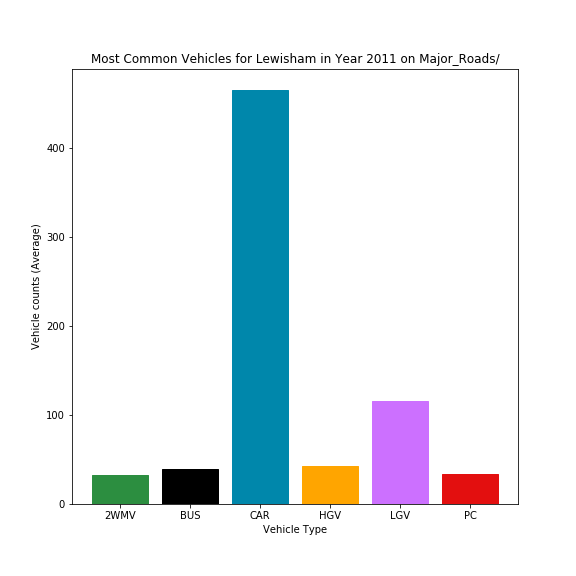 Most Common Vehicles for Lewisham in Year 2011 on Major_Roads/
Vehicle counts (Average)
400
300
200
100
0
2WMV BUS CAR HGV LGV PC
Vehicle Type